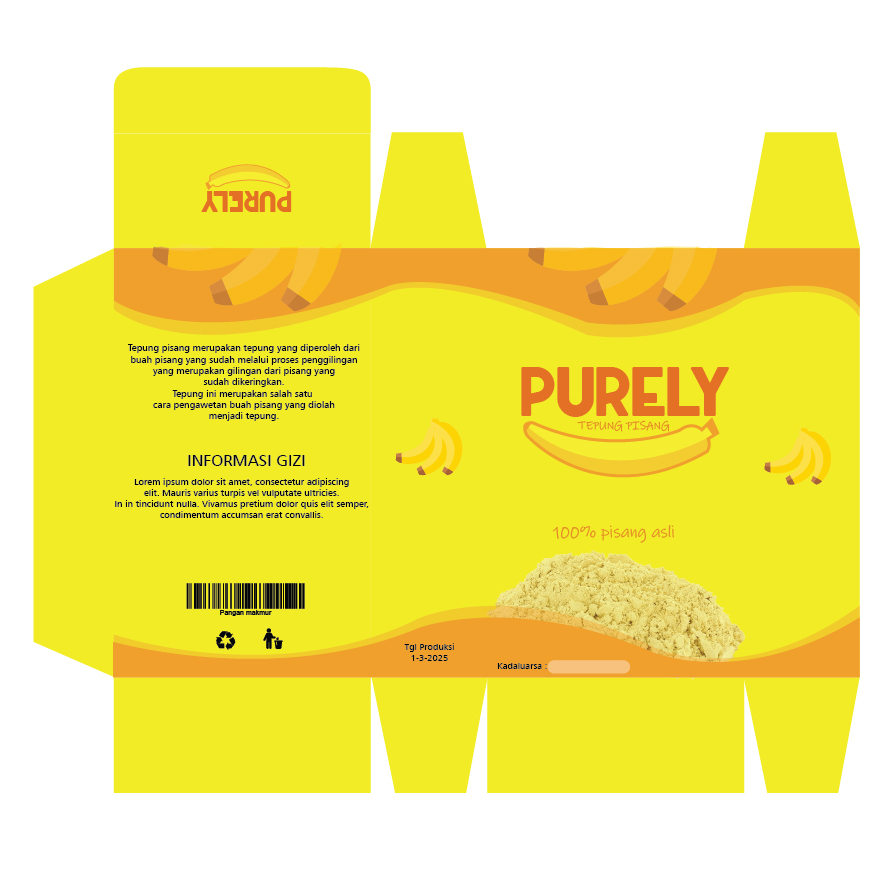 PURELY
Tepung pisang merupakan tepung yang diperoleh dari
buah pisang yang sudah melalui proses penggilingan
yang merupakan gilingan dari pisang yang
sudah dikeringkan.
Tepung ini merupakan salah satu
cara pengawetan buah pisang yang diolah
menjadi tepung.
INFORMASI GIZI
Lorem ipsum dolor sit amet, consectetur adipiscing
elit. Mauris varius turpis vel vulputate ultricies.
In in tincidunt nulla. Vivamus pretium dolor quis elit semper,
condimentum accumsan erat convallis.
Pangan makmur
Tgl Produksi
1-3-2025
PURELY
TEPUNG PISANG
100% pisang asli
Kadaluarsa :